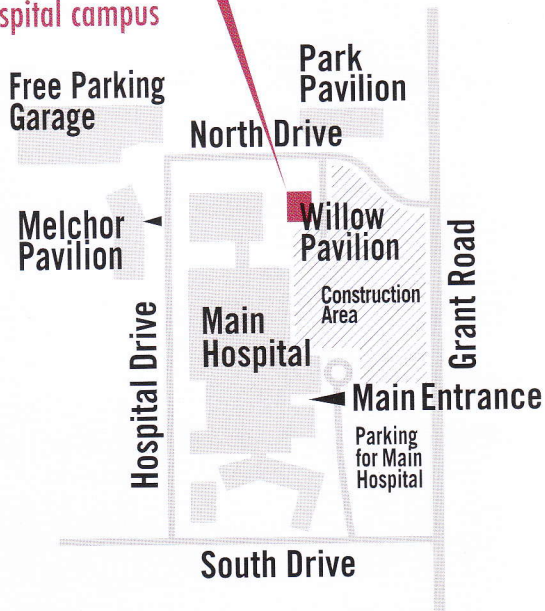 spital campus
Park
Pavilion
Free Parking
Garage
North Drive
Willow
Pavilion
Melchor
Pavilion
Construction
Area
Grant Road
Main
Hospital
Hospital Drive
Main Entrance
Parking
for Main
Hospital
South Drive